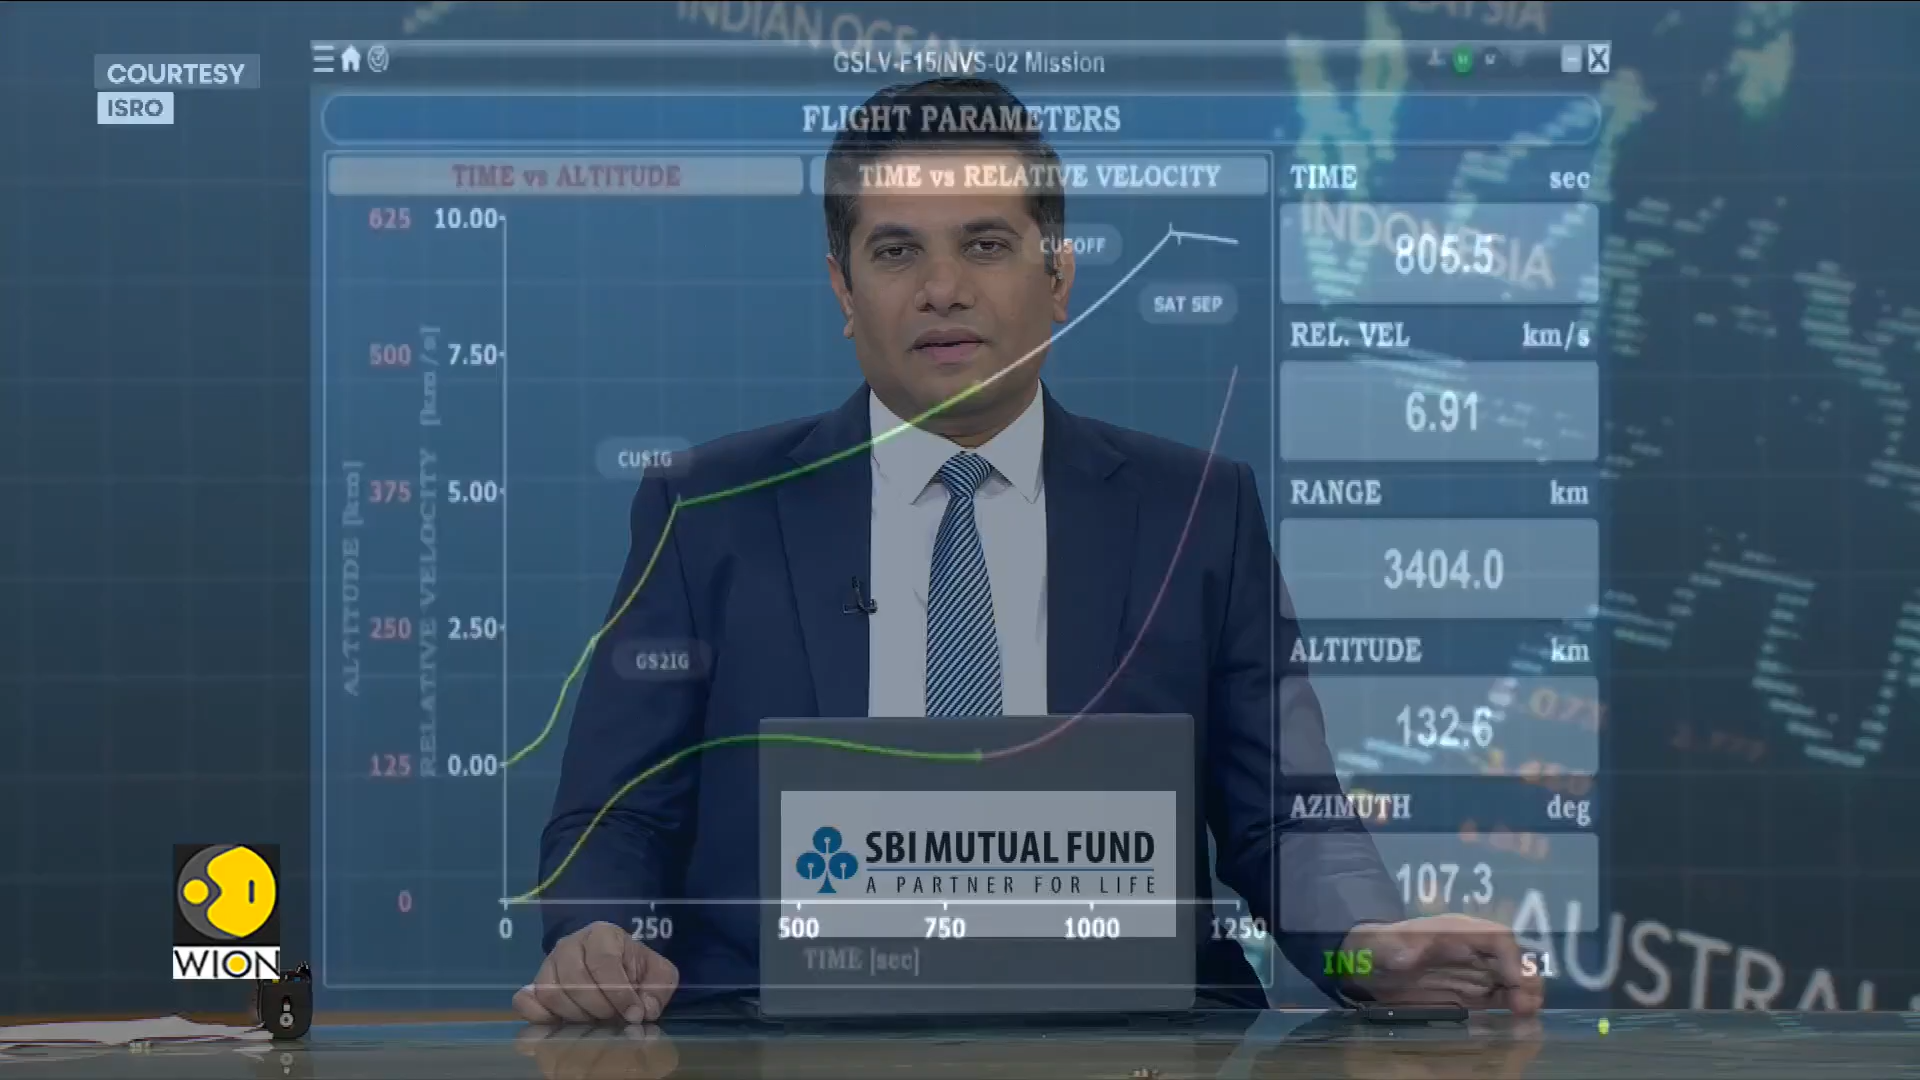 INDIAN OCEAN
COURTESY
ISRO
GSLV-F15/NVS-02 Mission
FLIGHT PARAMETERS
TIME vs ALTITUDE
TIME vs RELATIVE VELOCITY
TIME sec
805.5
INDONESIA
REL. VEL km/s
6.91
RANGE km
3404.0
ALTITUDE km
132.6
AZIMUTH deg
107.3
INS S1
625 10.00
500 7.50
375 5.00
250 2.50
125 0.00
0
ALTITUDE [km]
RELATIVE VELOCITY [km/s]
CUSOFF
SAT SEP
CUSIG
GS2IG
0 250 500 750 1000 1250
TIME [sec]
SBI MUTUAL FUND
A PARTNER FOR LIFE
WION